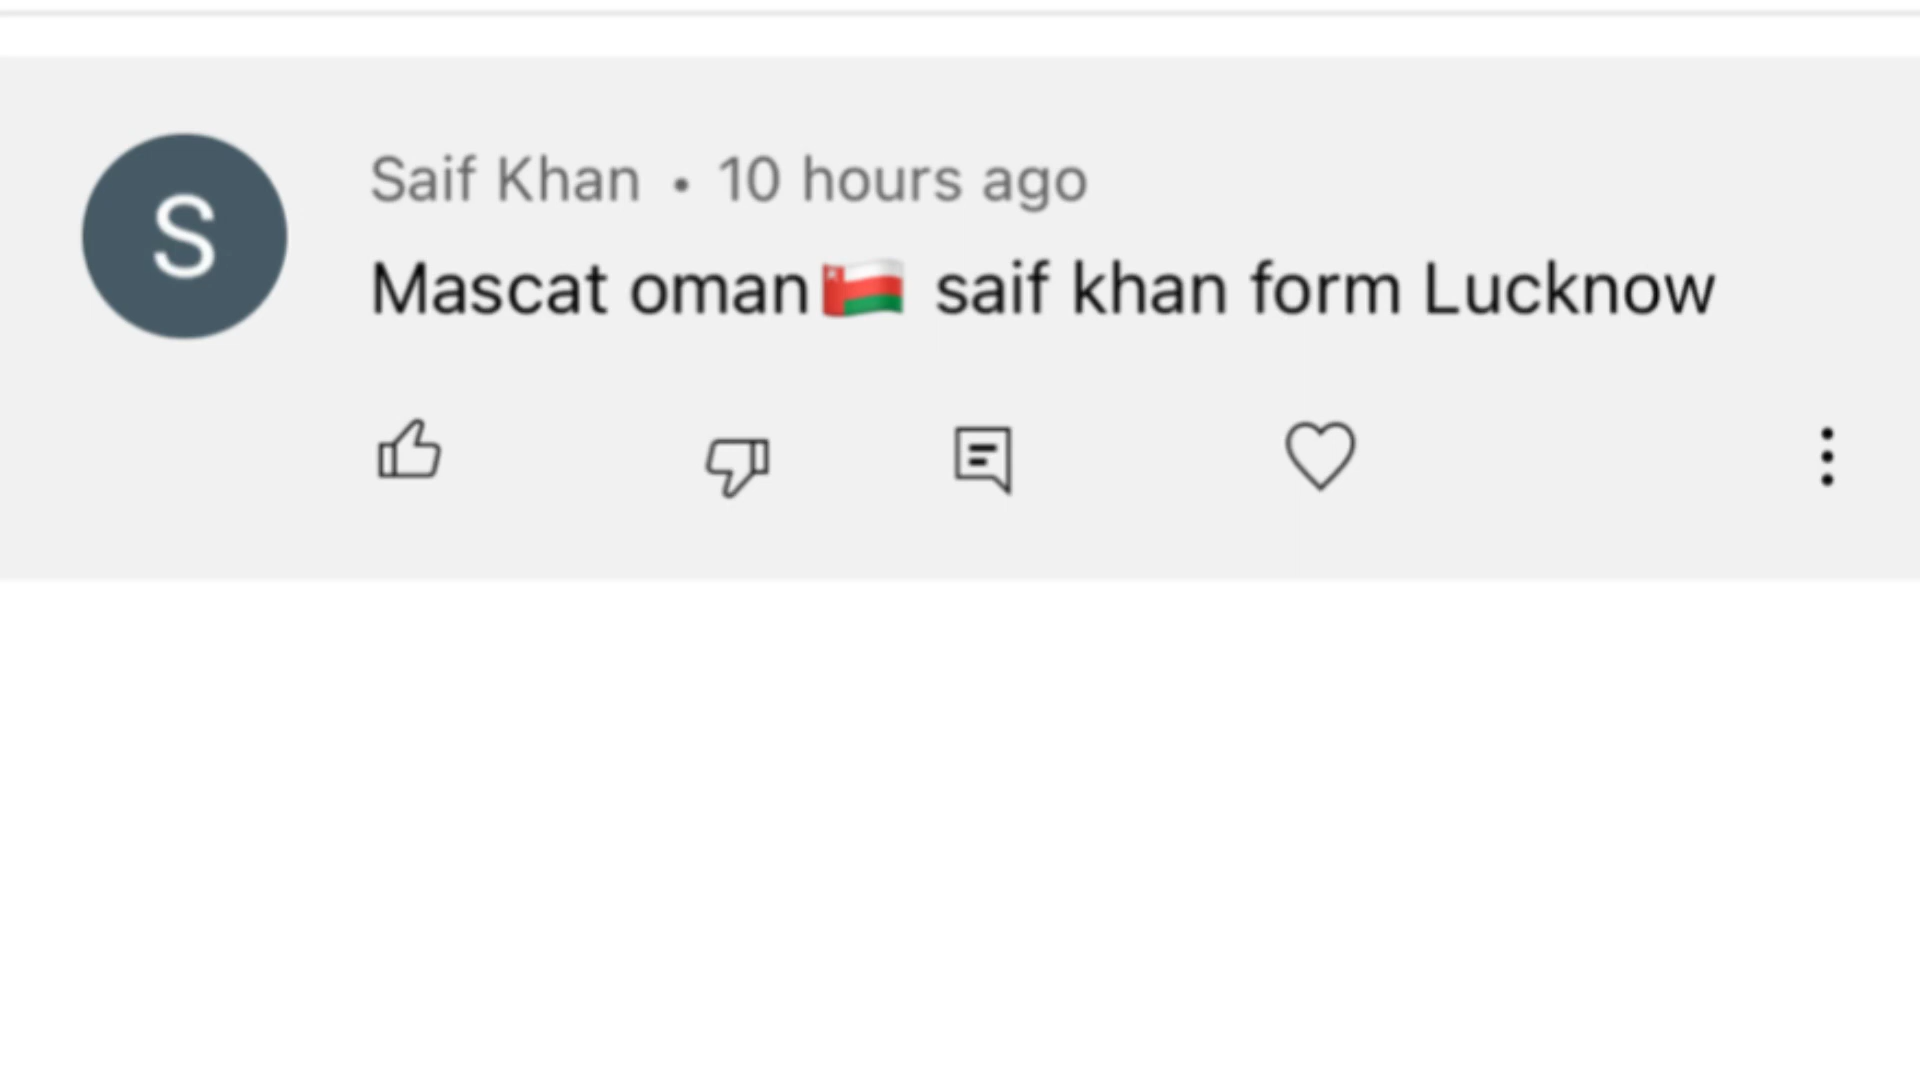 S
Saif Khan • 10 hours ago
Mascat oman🇴🇲 saif khan form Lucknow